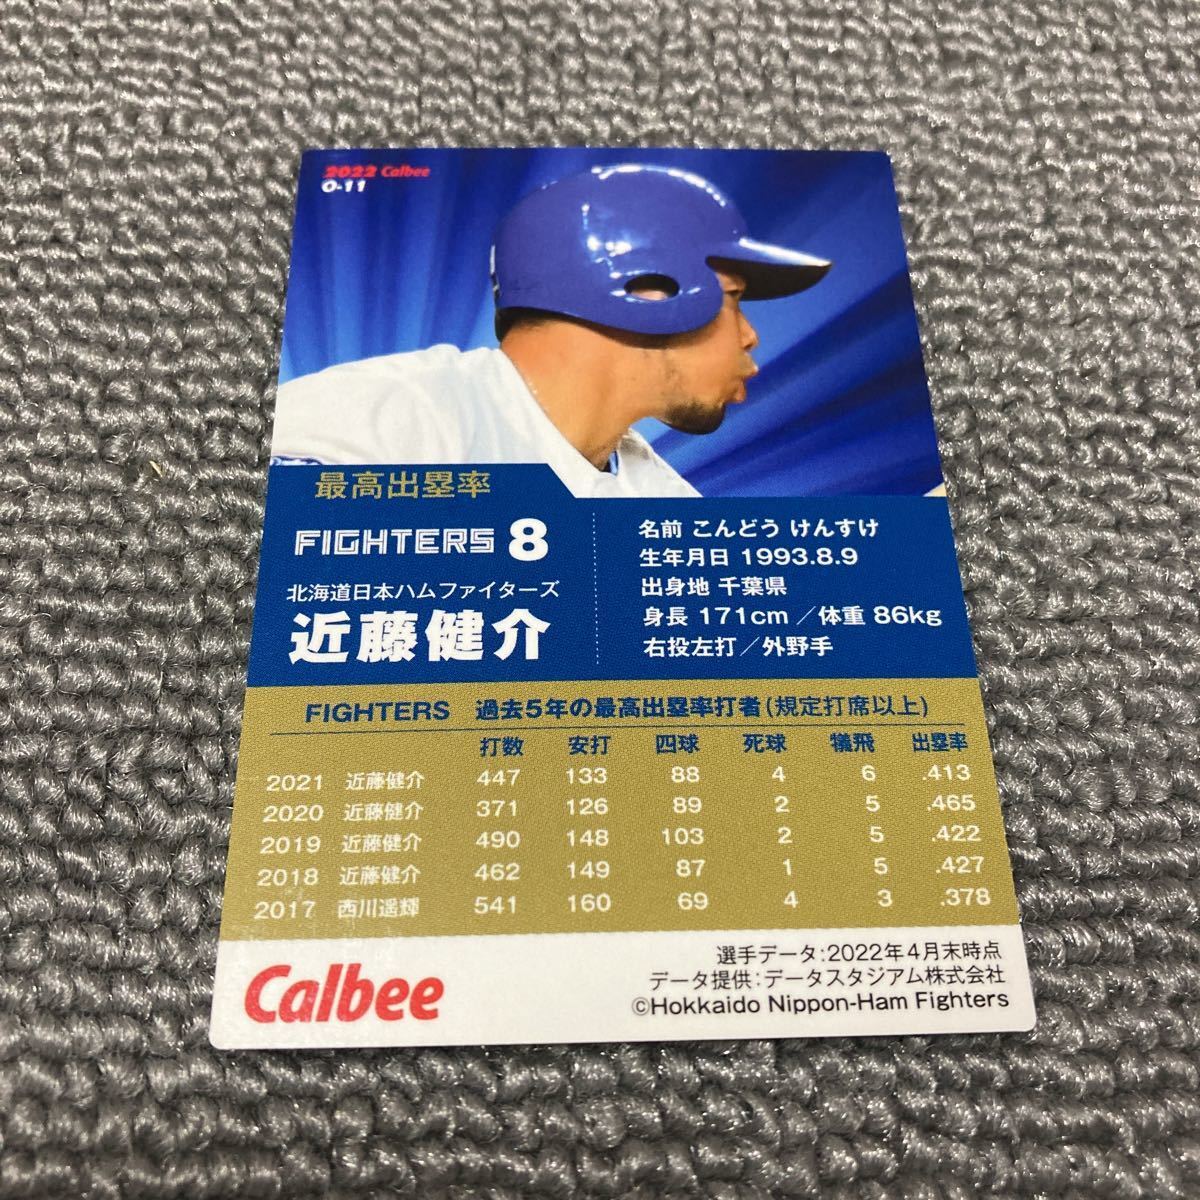 2022 Calbee
O-11
最高出塁率
FIGHTERS 8
北海道日本ハムファイターズ
近藤健介
名前 こんどう けんすけ
生年月日 1993.8.9
出身地 千葉県
身長 171cm ／体重 86kg
右投左打／外野手
FIGHTERS 過去5年の最高出塁率打者(規定打席以上)
打数 安打 四球 死球 犠飛 出塁率
2021 近藤健介 447 133 88 4 6 .413
2020 近藤健介 371 126 89 2 5 .465
2019 近藤健介 490 148 103 2 5 .422
2018 近藤健介 462 149 87 1 5 .427
2017 西川遥輝 541 160 69 4 3 .378
Calbee
選手データ:2022年4月末時点
データ提供:データスタジアム株式会社
©Hokkaido Nippon-Ham Fighters